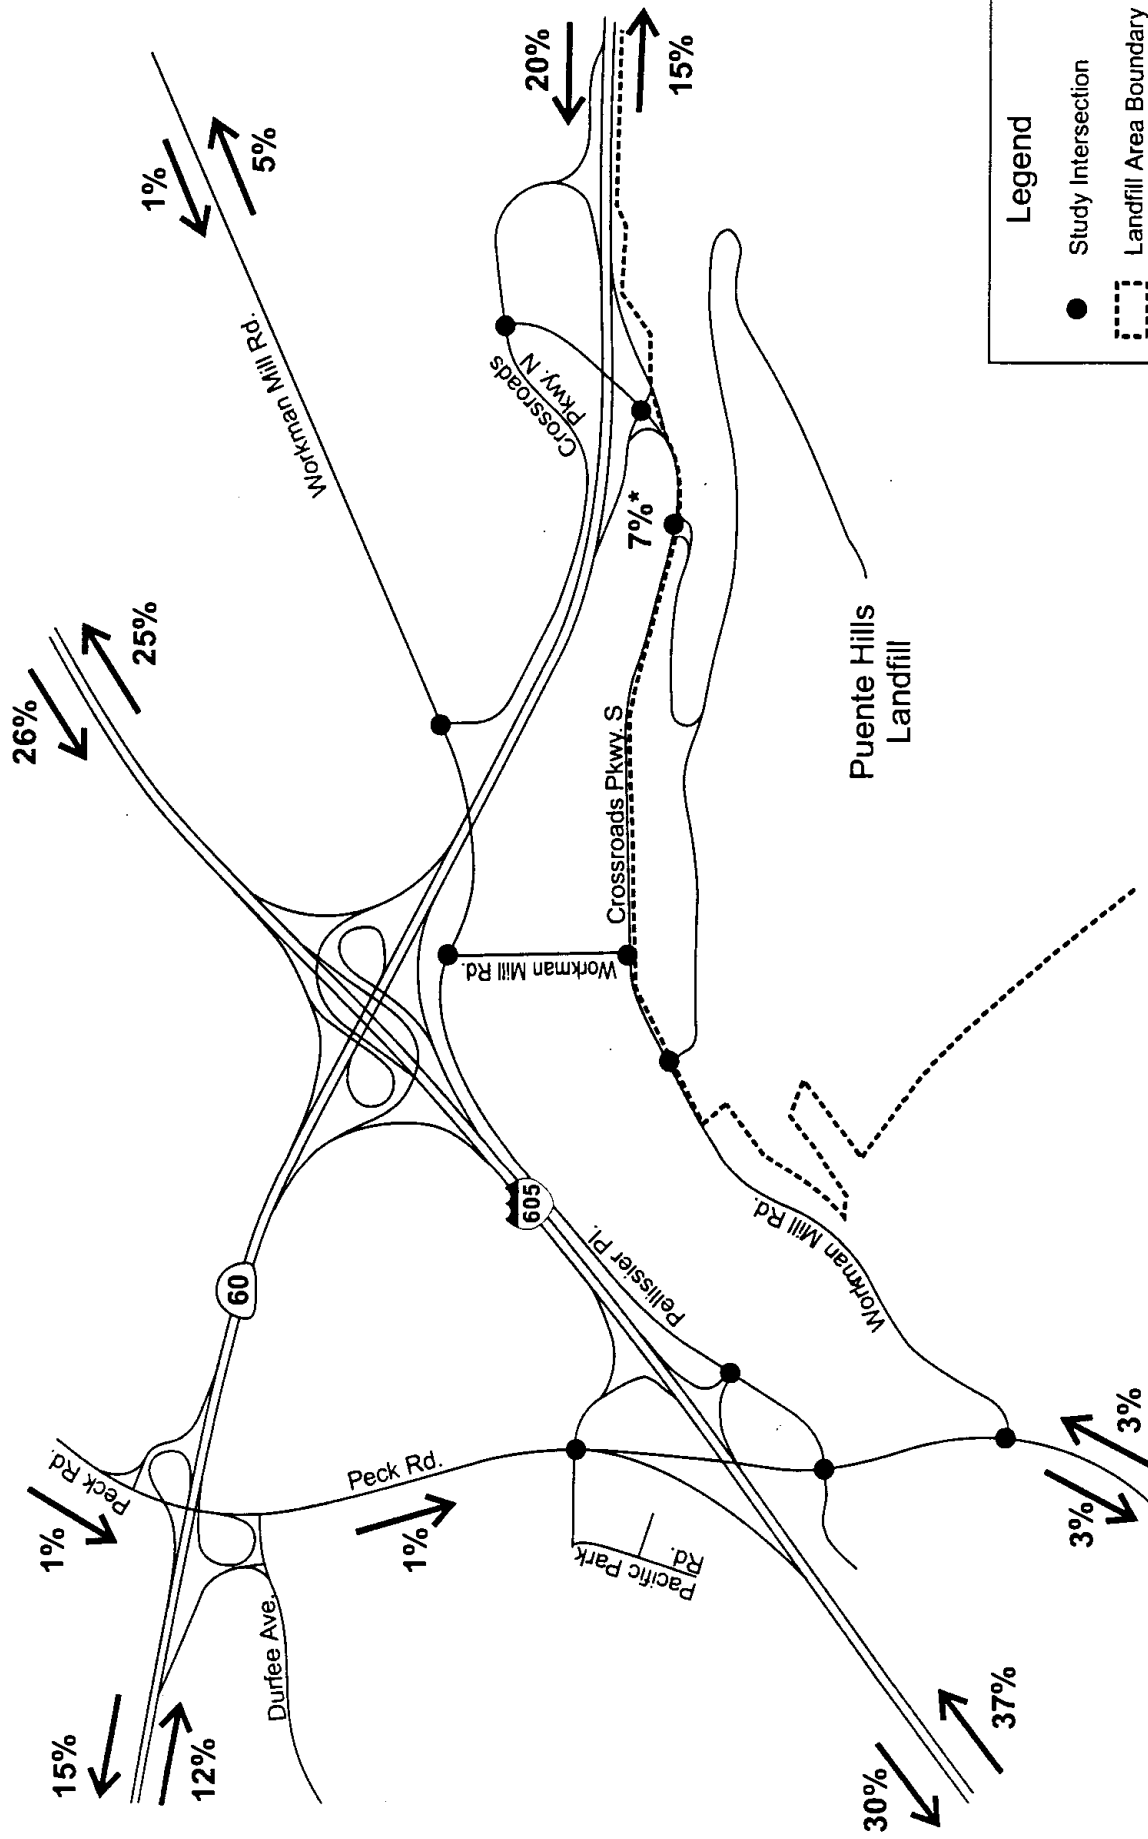 20%
15%
1%
5%
Workman Mill Rd.
Crossroads
Pkwy. N
26%
25%
7%*
Crossroads Pkwy. S
Workman Mill Rd.
Puente Hills
Landfill
60
605
Pellissier Pl.
Workman Mill Rd.
Peck Rd.
1%
Peck Rd.
1%
Pacific Park
Rd.
Durfee Ave.
15%
12%
30%
37%
3%
3%
Legend
Study Intersection
Landfill Area Boundary